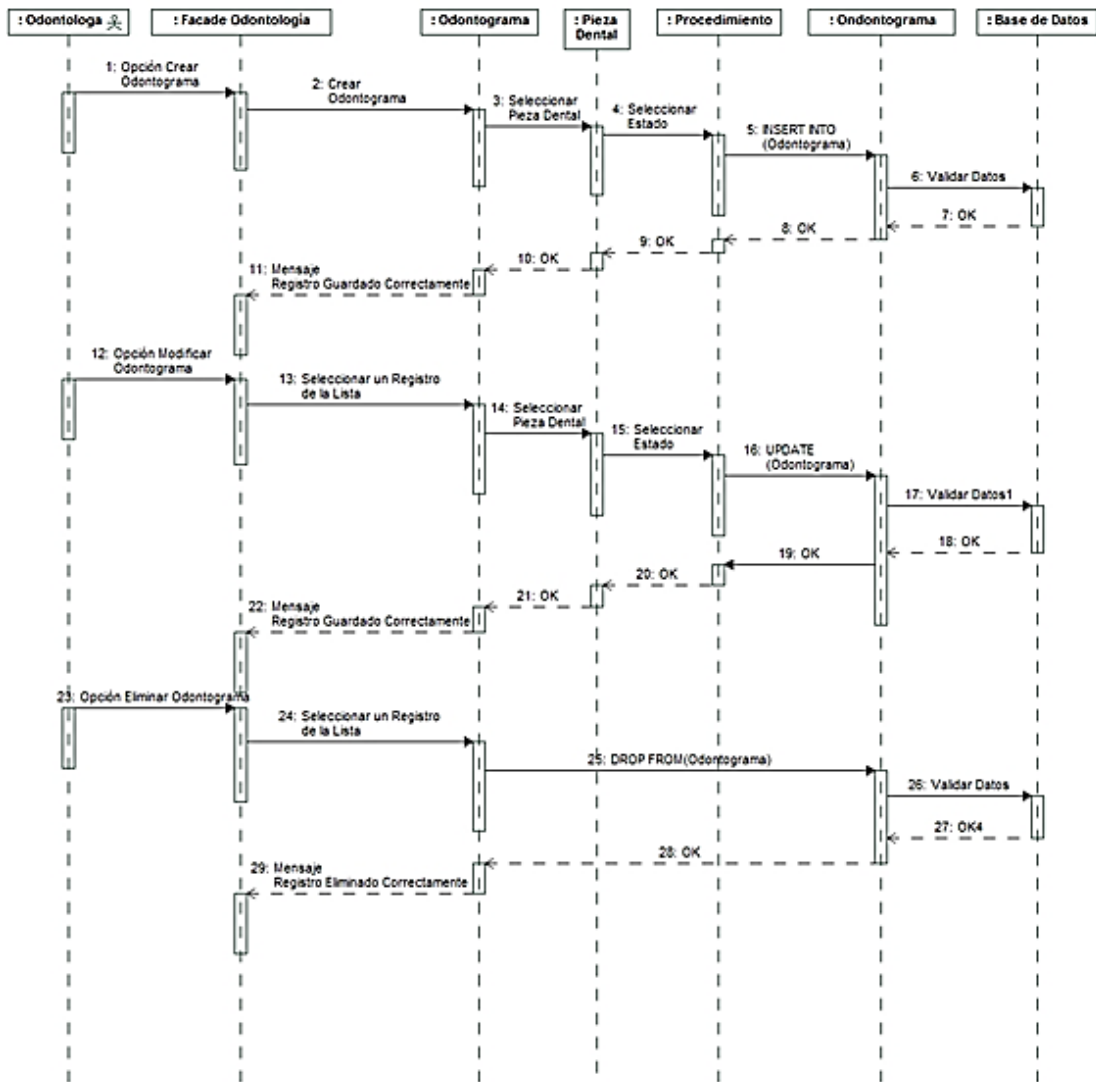 : Odontologa
: Facade Odontología
: Odontograma
: Pieza
Dental
: Procedimiento
: Ondontograma
: Base de Datos
1: Opción Crear
Odontograma
2: Crear
Odontograma
3: Seleccionar
Pieza Dental
4: Seleccionar
Estado
5: INSERT INTO
(Odontograma)
6: Validar Datos
7: OK
8: OK
9: OK
10: OK
11: Mensaje
Registro Guardado Correctamente
12: Opción Modificar
Odontograma
13: Seleccionar un Registro
de la Lista
14: Seleccionar
Pieza Dental
15: Seleccionar
Estado
16: UPDATE
(Odontograma)
17: Validar Datos1
18: OK
19: OK
20: OK
21: OK
22: Mensaje
Registro Guardado Correctamente
23: Opción Eliminar Odontograma
24: Seleccionar un Registro
de la Lista
25: DROP FROM(Odontograma)
26: Validar Datos
27: OK4
28: OK
29: Mensaje
Registro Eliminado Correctamente